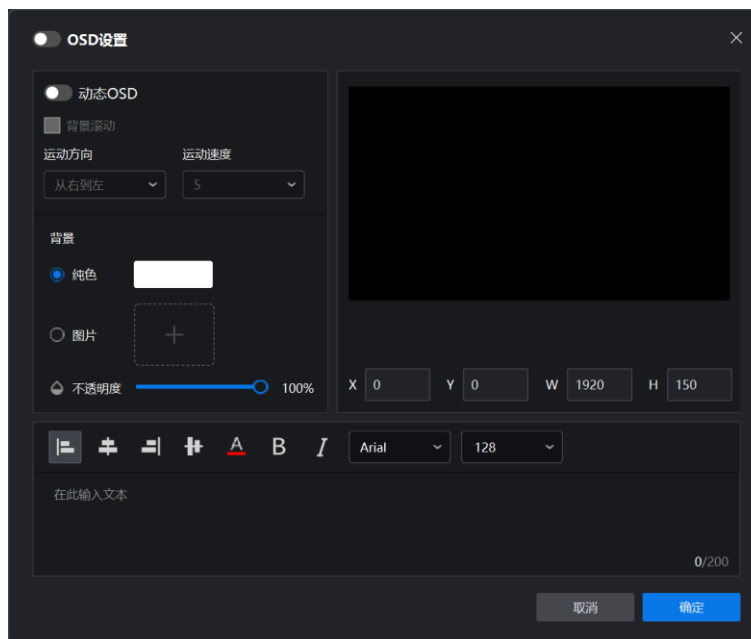 OSD设置
动态OSD
背景滚动
运动方向 运动速度
从右到左 5
背景
纯色
图片
不透明度 100%
X 0 Y 0 W 1920 H 150
A B I Arial 128
在此输入文本
0/200
取消 确定